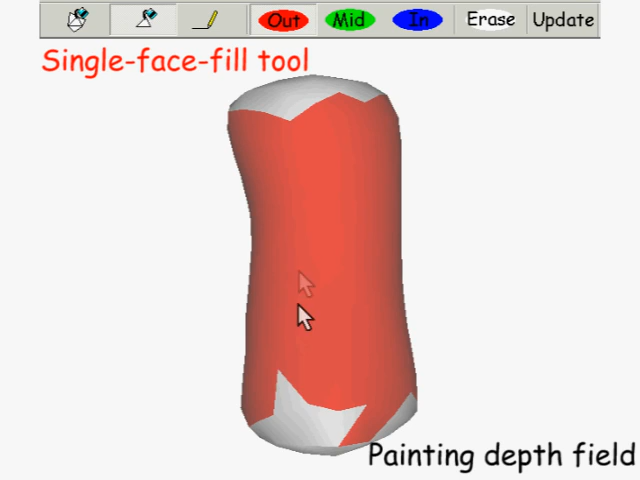 Out Mid In Erase Update
Single-face-fill tool
Painting depth field